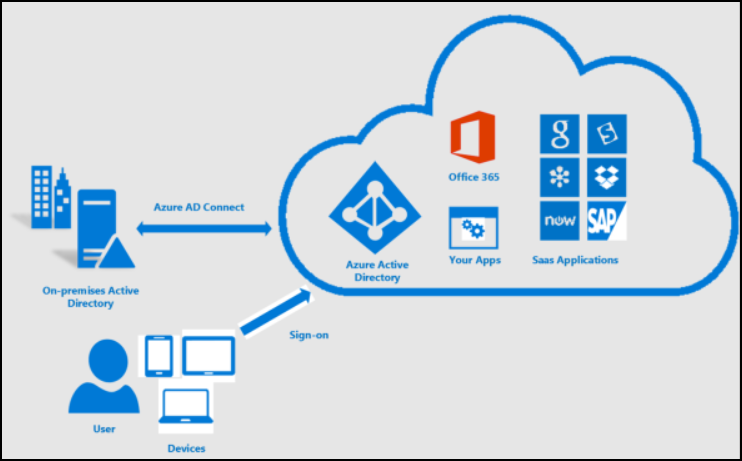 Office 365
g
S
now
SAP
Azure AD Connect
Azure Active
Directory
Your Apps
Saas Applications
On-premises Active
Directory
Sign-on
User
Devices